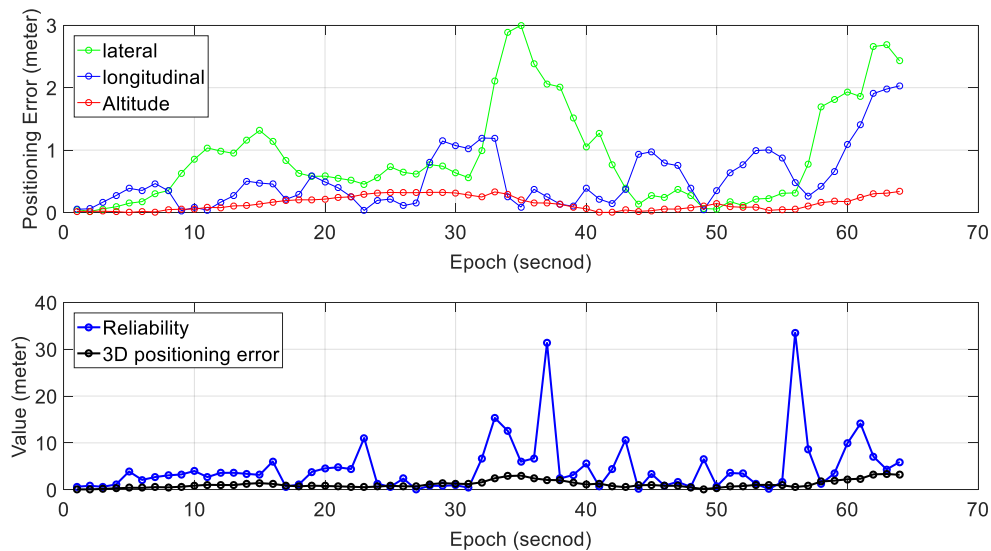 Positioning Error (meter)
3
2
1
0
lateral
longitudinal
Altitude
0 10 20 30 40 50 60 70
Epoch (secnod)
Value (meter)
40
30
20
10
0
Reliability
3D positioning error
0 10 20 30 40 50 60 70
Epoch (secnod)